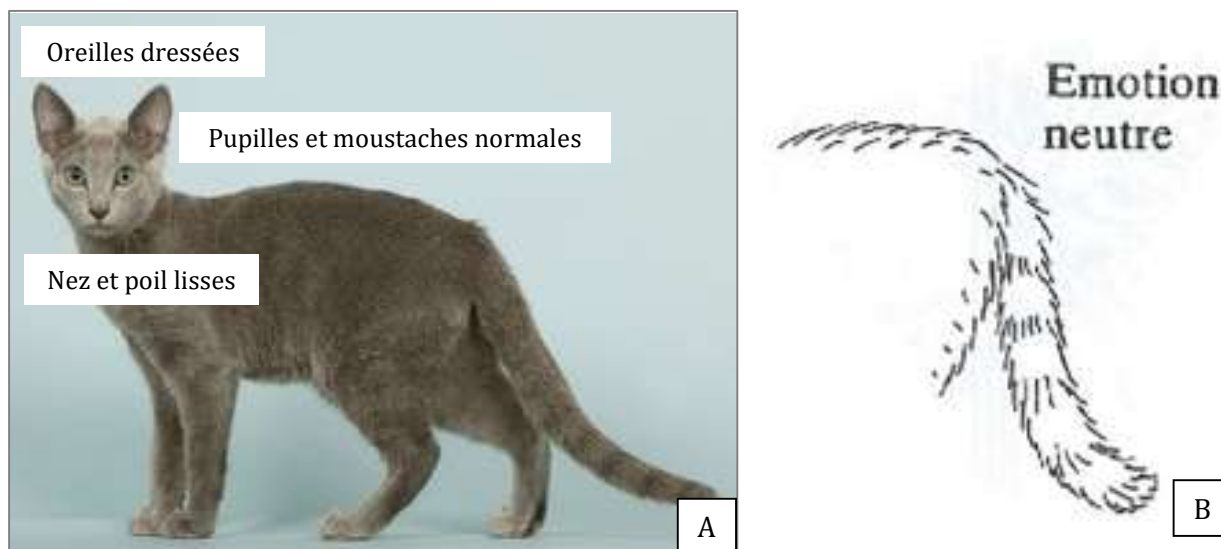 Oreilles dressées
Pupilles et moustaches normales
Nez et poil lisses
A
Emotion
neutre
B